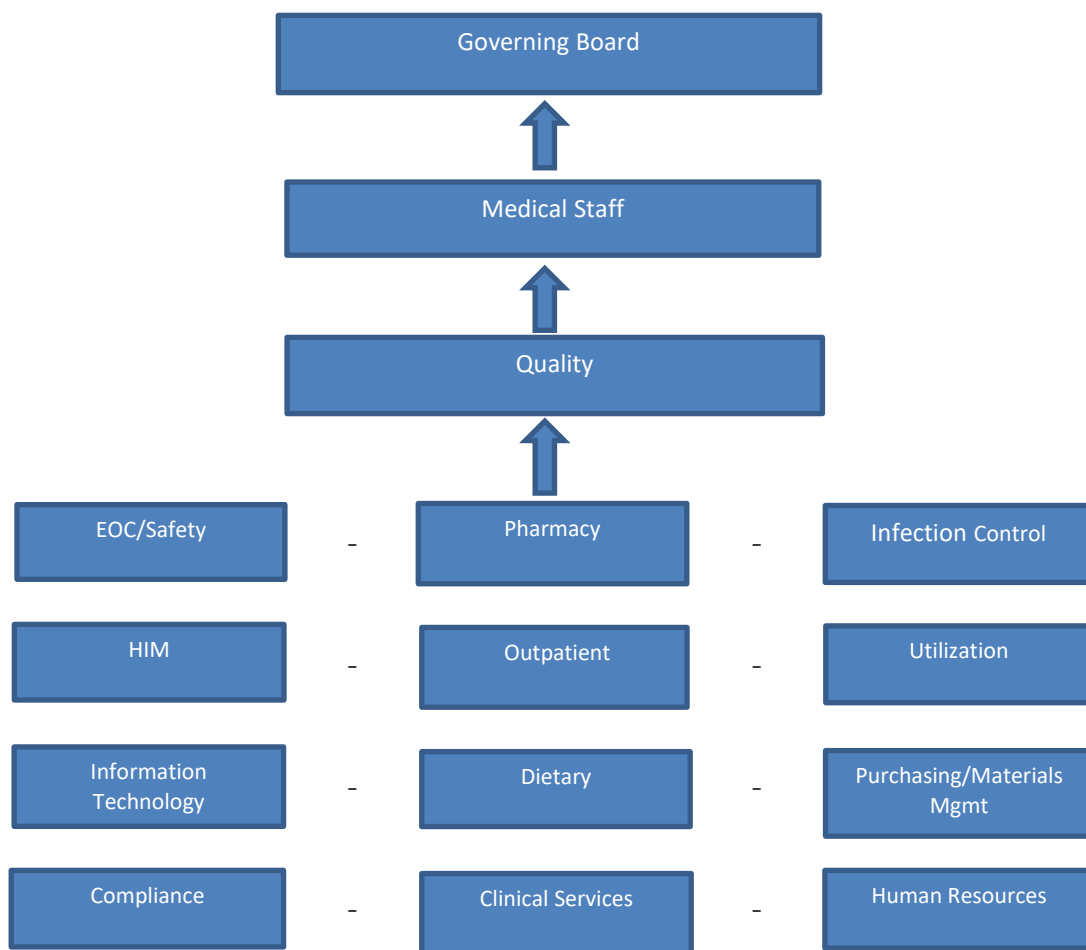 Governing Board
Medical Staff
Quality
EOC/Safety
-
Pharmacy
-
Infection Control
HIM
-
Outpatient
-
Utilization
Information
Technology
-
Dietary
-
Purchasing/Materials
Mgmt
Compliance
-
Clinical Services
-
Human Resources